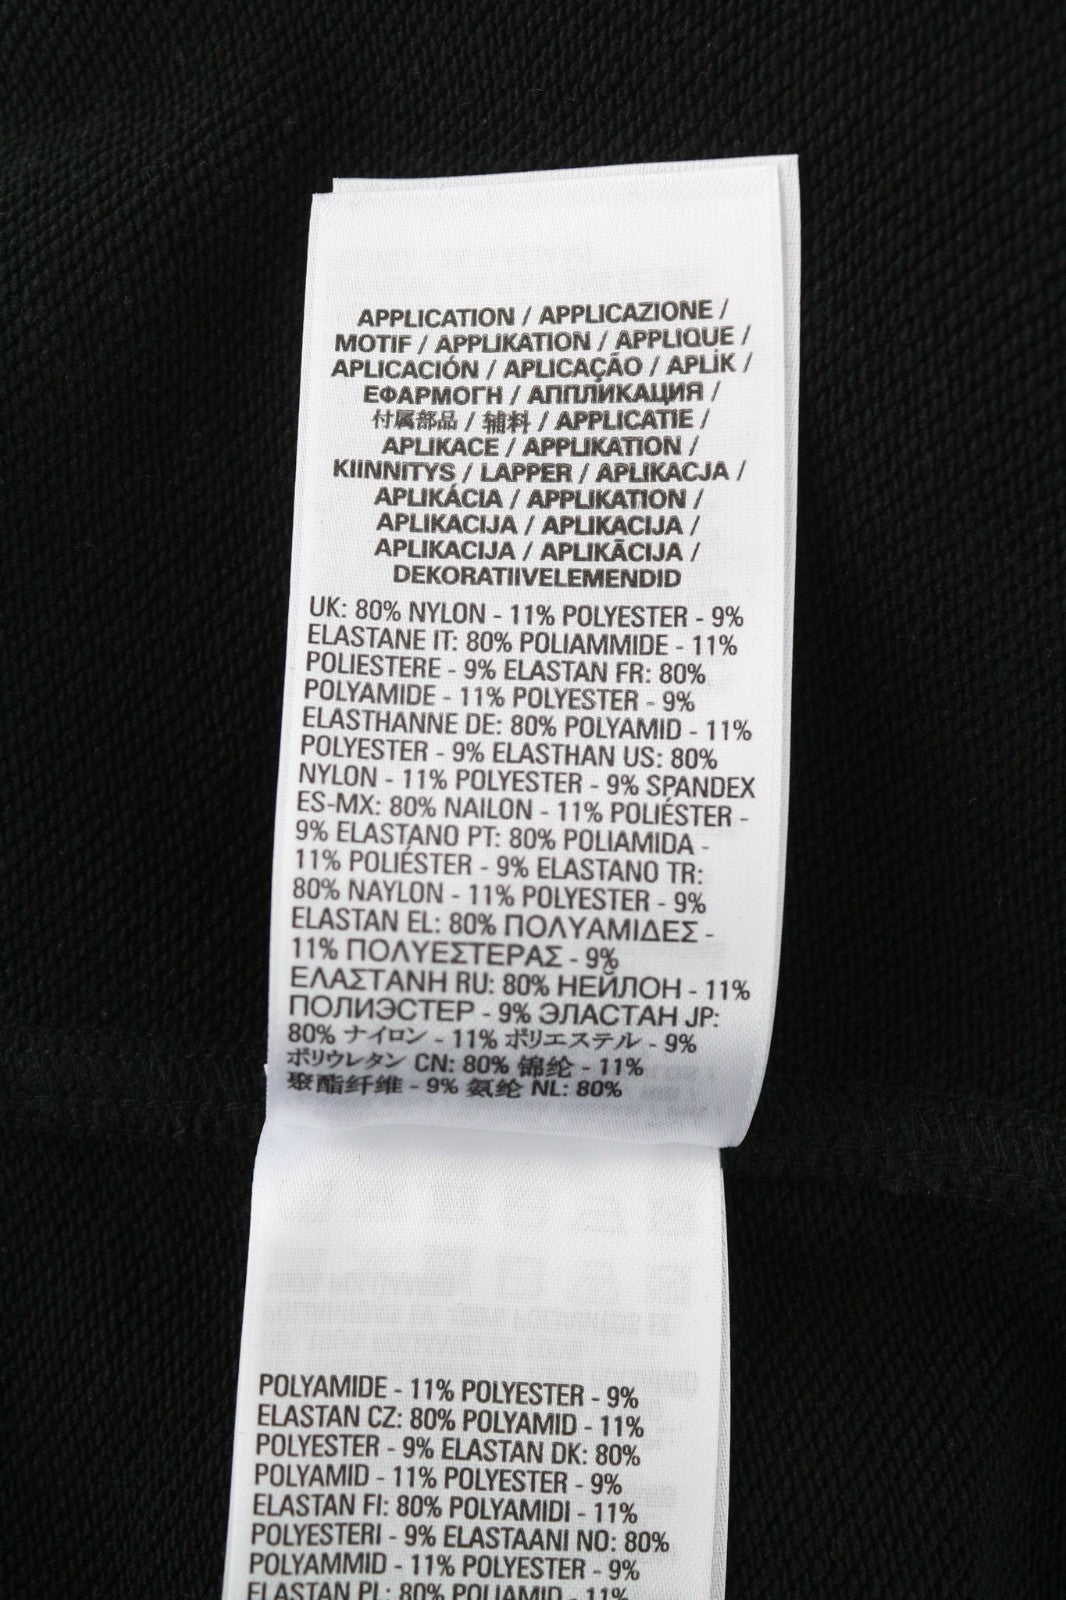 APPLICATION / APPLICAZIONE /
MOTIF / APPLIKATION / APPLIQUE /
APLICACIÓN / APLICAÇÃO / APLİK /
ΕΦΑΡΜΟΓΗ / АППЛИКАЦИЯ /
付属部品 / 辅料 / APPLICATIE /
APLIKACE / APPLIKATION /
KIINNITYS / LAPPER / APLIKACJA /
APLIKÁCIA / APPLIKATION /
APLIKACIJA / APLIKACIJA /
APLIKACIJA / APLIKĀCIJA /
DEKORATIIVELEMENDID
UK: 80% NYLON - 11% POLYESTER - 9%
ELASTANE IT: 80% POLIAMMIDE - 11%
POLIESTERE - 9% ELASTAN FR: 80%
POLYAMIDE - 11% POLYESTER - 9%
ELASTHANNE DE: 80% POLYAMID - 11%
POLYESTER - 9% ELASTHAN US: 80%
NYLON - 11% POLYESTER - 9% SPANDEX
ES-MX: 80% NAILON - 11% POLIÉSTER -
9% ELASTANO PT: 80% POLIAMIDA -
11% POLIÉSTER - 9% ELASTANO TR:
80% NAYLON - 11% POLYESTER - 9%
ELASTAN EL: 80% ΠΟΛΥΑΜΙΔΕΣ -
11% ΠΟΛΥΕΣΤΕΡΑΣ - 9%
ΕΛΑΣΤΑΝΗ RU: 80% НЕЙЛОН - 11%
ПОЛИЭСТЕР - 9% ЭЛАСТАН JP:
80% ナイロン - 11% ポリエステル - 9%
ポリウレタン CN: 80% 锦纶 - 11%
聚酯纤维 - 9% 氨纶 NL: 80%
POLYAMIDE - 11% POLYESTER - 9%
ELASTAN CZ: 80% POLYAMID - 11%
POLYESTER - 9% ELASTAN DK: 80%
POLYAMID - 11% POLYESTER - 9%
ELASTAN FI: 80% POLYAMIDI - 11%
POLYESTERI - 9% ELASTAANI NO: 80%
POLYAMMID - 11% POLYESTER - 9%
ELASTAN PL: 80% POLIAMID - 11%